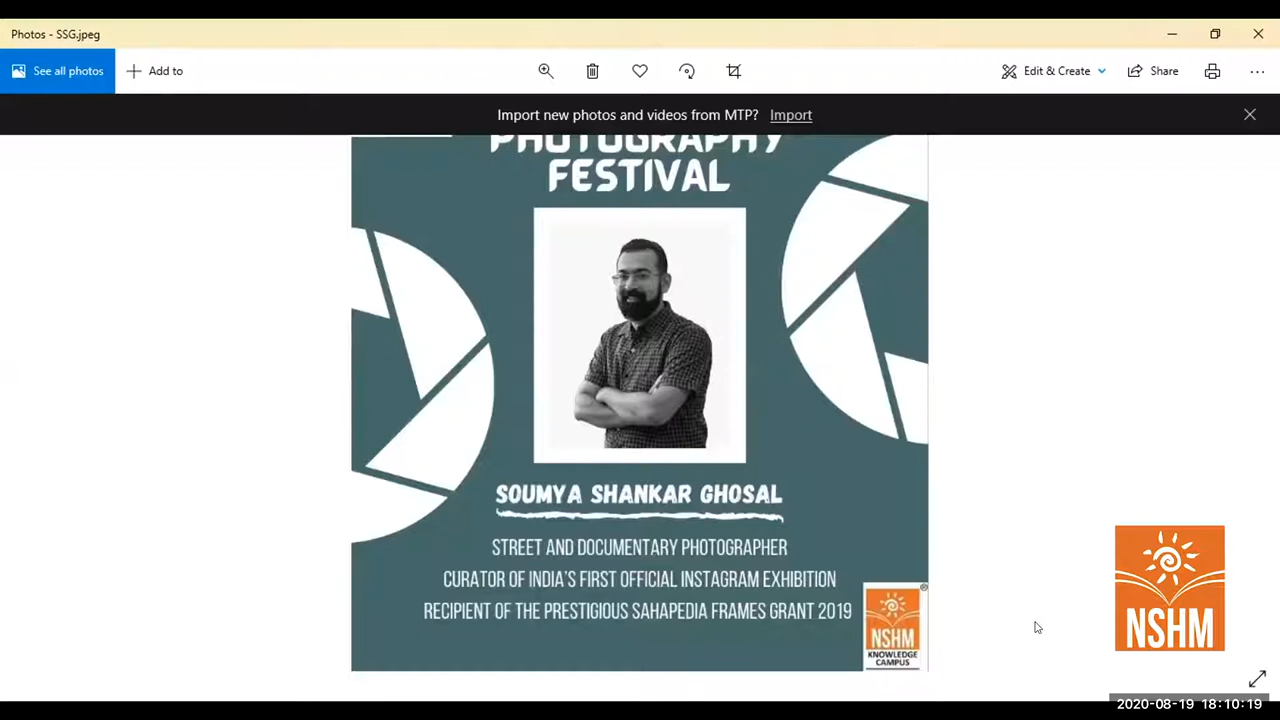 Photos - SSG.jpeg
See all photos
Add to
Edit & Create
Share
Import new photos and videos from MTP? Import
PHOTOGRAPHY
FESTIVAL
SOUMYA SHANKAR GHOSAL
STREET AND DOCUMENTARY PHOTOGRAPHER
CURATOR OF INDIA'S FIRST OFFICIAL INSTAGRAM EXHIBITION
RECIPIENT OF THE PRESTIGIOUS SAHAPEDIA FRAMES GRANT 2019
NSHM
KNOWLEDGE
CAMPUS
NSHM
2020-08-19 18:10:19